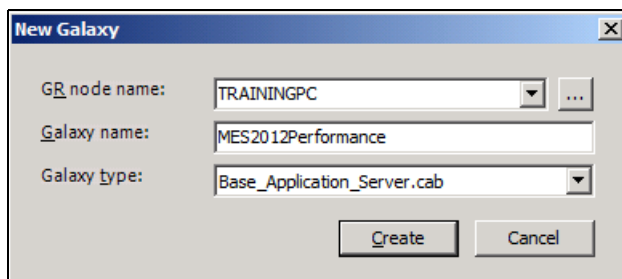 New Galaxy
GR node name: TRAININGPC ...
Galaxy name: MES2012Performance
Galaxy type: Base_Application_Server.cab
Create Cancel